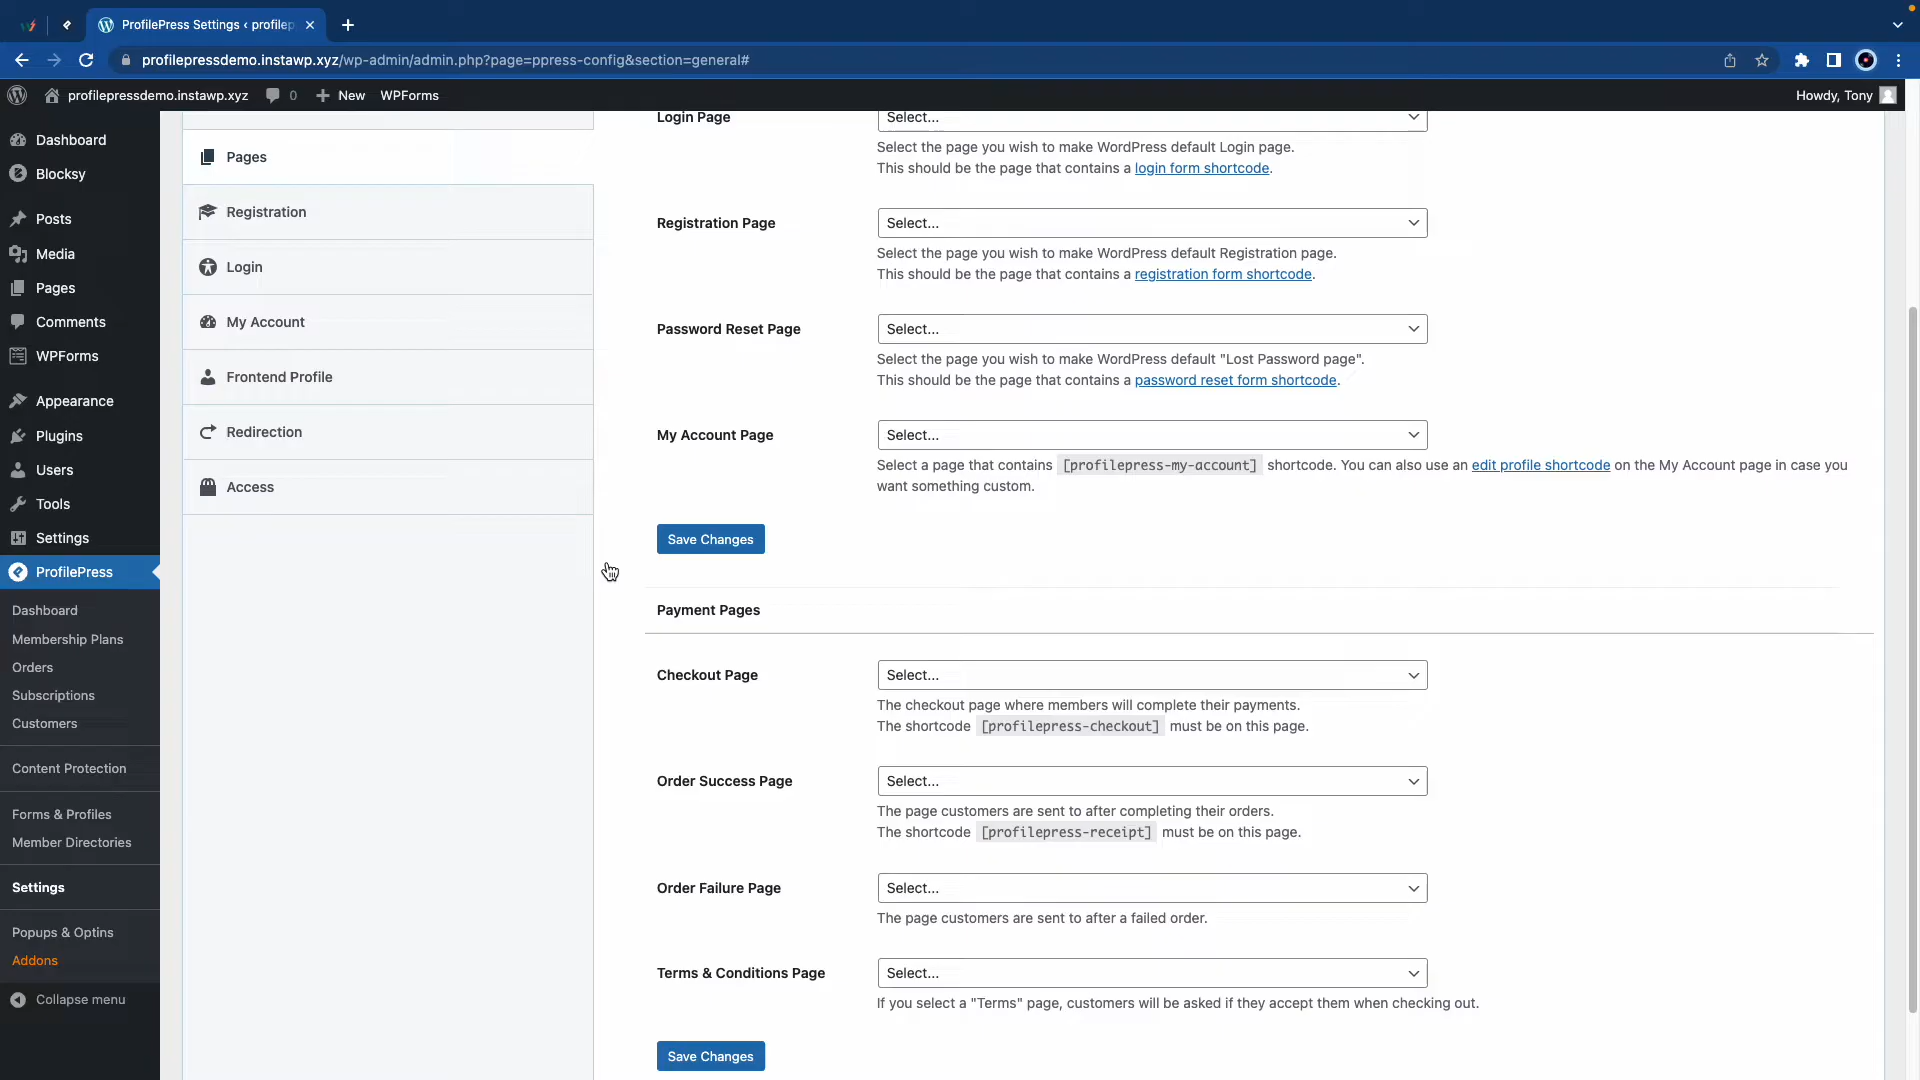 ProfilePress Settings ‹ profilep
profilepressdemo.instawp.xyz/wp-admin/admin.php?page=ppress-config&section=general#
profilepressdemo.instawp.xyz
0
New
WPForms
Howdy, Tony
Dashboard
Blocksy
Posts
Media
Pages
Comments
WPForms
Appearance
Plugins
Users
Tools
Settings
ProfilePress
Dashboard
Membership Plans
Orders
Subscriptions
Customers
Content Protection
Forms & Profiles
Member Directories
Settings
Popups & Optins
Addons
Collapse menu
Pages
Registration
Login
My Account
Frontend Profile
Redirection
Access
Login Page
Select...
Select the page you wish to make WordPress default Login page.
This should be the page that contains a login form shortcode.
Registration Page
Select...
Select the page you wish to make WordPress default Registration page.
This should be the page that contains a registration form shortcode.
Password Reset Page
Select...
Select the page you wish to make WordPress default "Lost Password page".
This should be the page that contains a password reset form shortcode.
My Account Page
Select...
Select a page that contains [profilepress-my-account] shortcode. You can also use an edit profile shortcode on the My Account page in case you
want something custom.
Save Changes
Payment Pages
Checkout Page
Select...
The checkout page where members will complete their payments.
The shortcode [profilepress-checkout] must be on this page.
Order Success Page
Select...
The page customers are sent to after completing their orders.
The shortcode [profilepress-receipt] must be on this page.
Order Failure Page
Select...
The page customers are sent to after a failed order.
Terms & Conditions Page
Select...
If you select a "Terms" page, customers will be asked if they accept them when checking out.
Save Changes